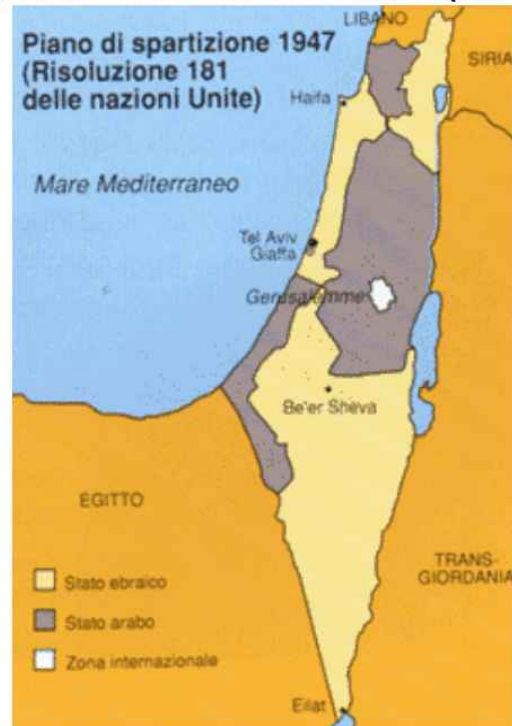 Piano di spartizione 1947
(Risoluzione 181
delle nazioni Unite)
LIBANO
SIRIA
Haifa
Mare Mediterraneo
Tel Aviv
Giaffa
Gerusalemme
Be'er Sheva
EGITTO
TRANS-
GIORDANIA
Stato ebraico
Stato arabo
Zona internazionale
Eilat